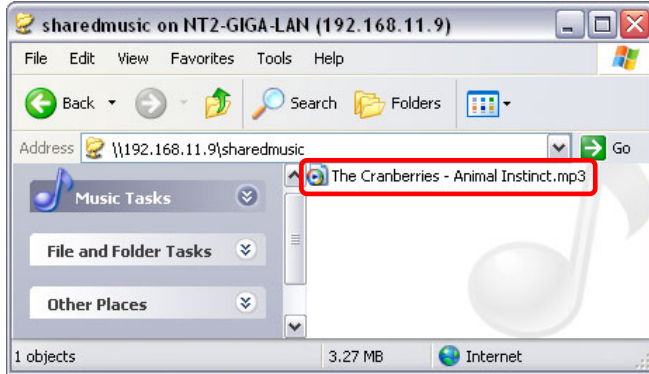 sharedmusic on NT2-GIGA-LAN (192.168.11.9)
File Edit View Favorites Tools Help
Back Search Folders
Address \\192.168.11.9\sharedmusic Go
The Cranberries - Animal Instinct.mp3
Music Tasks
File and Folder Tasks
Other Places
1 objects 3.27 MB Internet